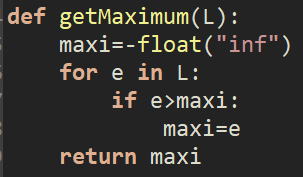 def getMaximum(L):
    maxi=-float("inf")
    for e in L:
        if e>maxi:
            maxi=e
    return maxi